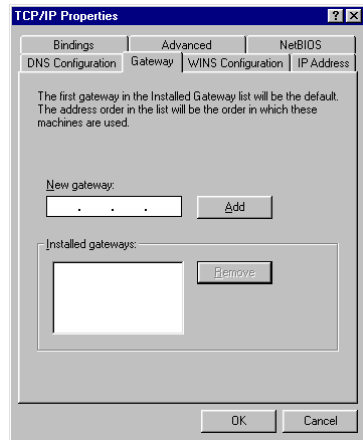 TCP/IP Properties
Bindings Advanced NetBIOS
DNS Configuration Gateway WINS Configuration IP Address
The first gateway in the Installed Gateway list will be the default.
The address order in the list will be the order in which these
machines are used.
New gateway:
. . . Add
Installed gateways:
Remove
OK Cancel